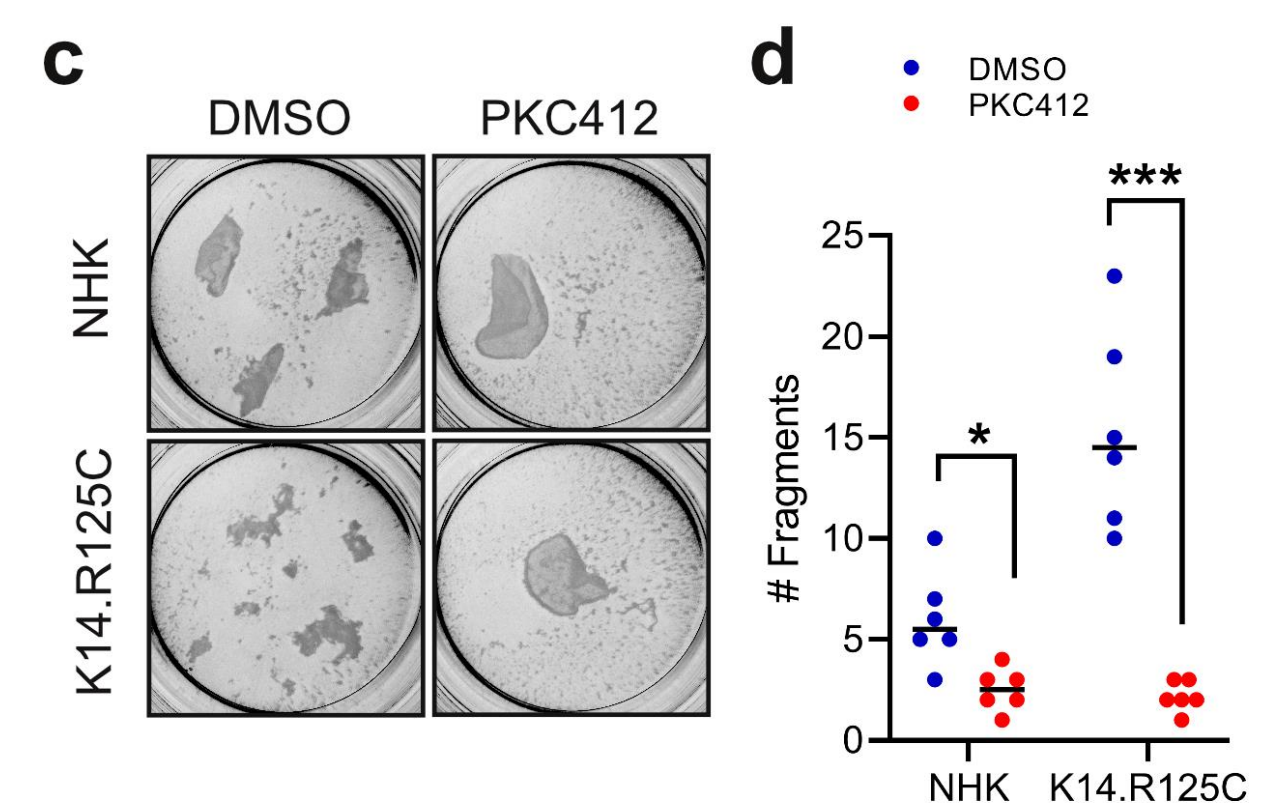 c
DMSO PKC412
NHK
K14.R125C
d
DMSO
PKC412
***
*
25
20
15
10
5
0
# Fragments
NHK K14.R125C